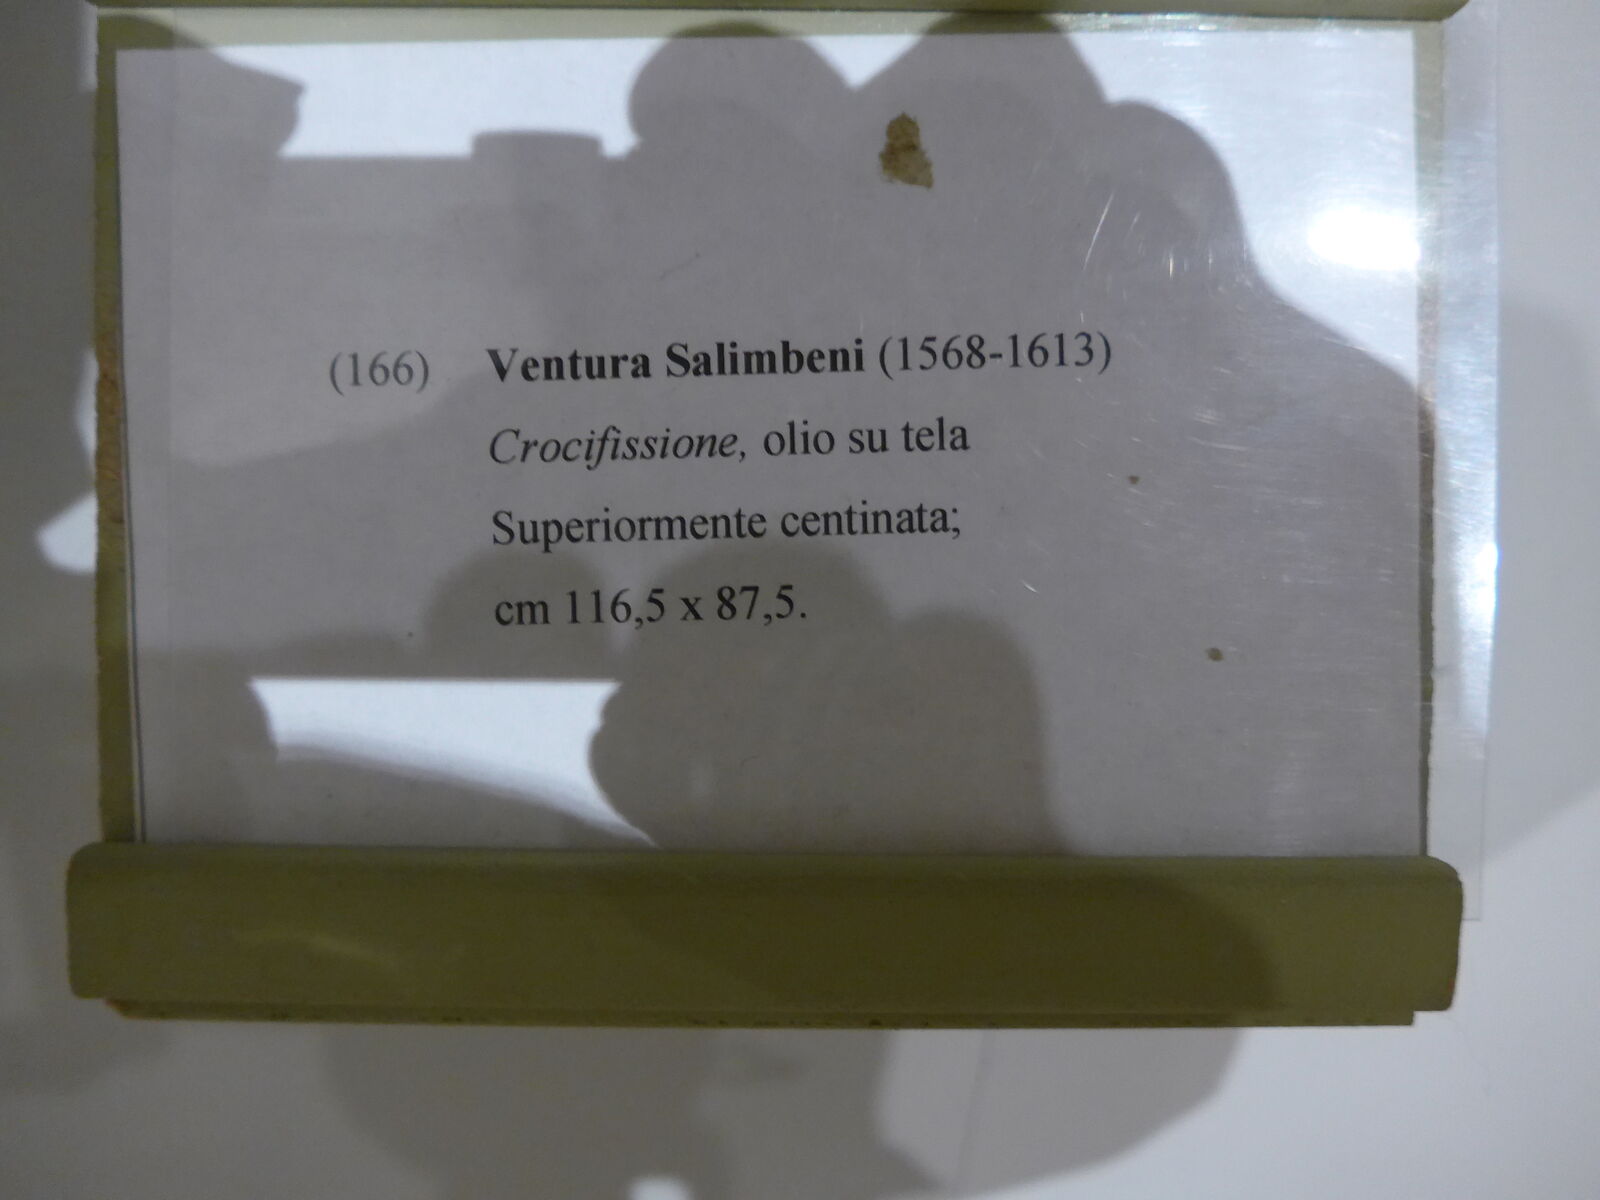 (166) Ventura Salimbeni (1568-1613)
Crocifissione, olio su tela
Superiormente centinata;
cm 116,5 x 87,5.